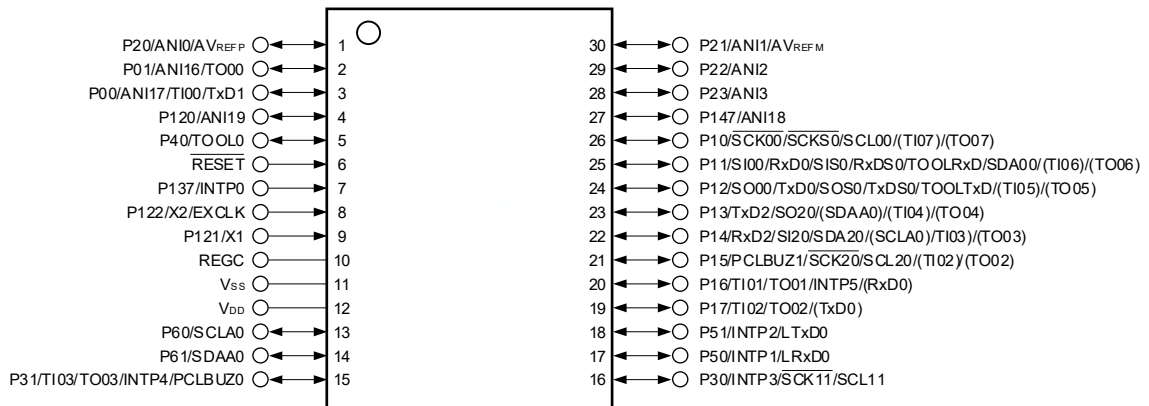 P20/ANI0/AVREFP 1 30 P21/ANI1/AVREFM
P01/ANI16/TO00 2 29 P22/ANI2
P00/ANI17/TI00/TxD1 3 28 P23/ANI3
P120/ANI19 4 27 P147/ANI18
P40/TOOL0 5 26 P10/SCK00/SCKS0/SCL00/(TI07)/(TO07)
RESET 6 25 P11/SI00/RxD0/SIS0/RxDS0/TOOLRxD/SDA00/(TI06)/(TO06)
P137/INTP0 7 24 P12/SO00/TxD0/SOS0/TxDS0/TOOLTxD/(TI05)/(TO05)
P122/X2/EXCLK 8 23 P13/TxD2/SO20/(SDAA0)/(TI04)/(TO04)
P121/X1 9 22 P14/RxD2/SI20/SDA20/(SCLA0)/TI03)/(TO03)
REGC 10 21 P15/PCLBUZ1/SCK20/SCL20/(TI02)/(TO02)
VSS 11 20 P16/TI01/TO01/INTP5/(RxD0)
VDD 12 19 P17/TI02/TO02/(TxD0)
P60/SCLA0 13 18 P51/INTP2/LTxD0
P61/SDAA0 14 17 P50/INTP1/LRxD0
P31/TI03/TO03/INTP4/PCLBUZ0 15 16 P30/INTP3/SCK11/SCL11